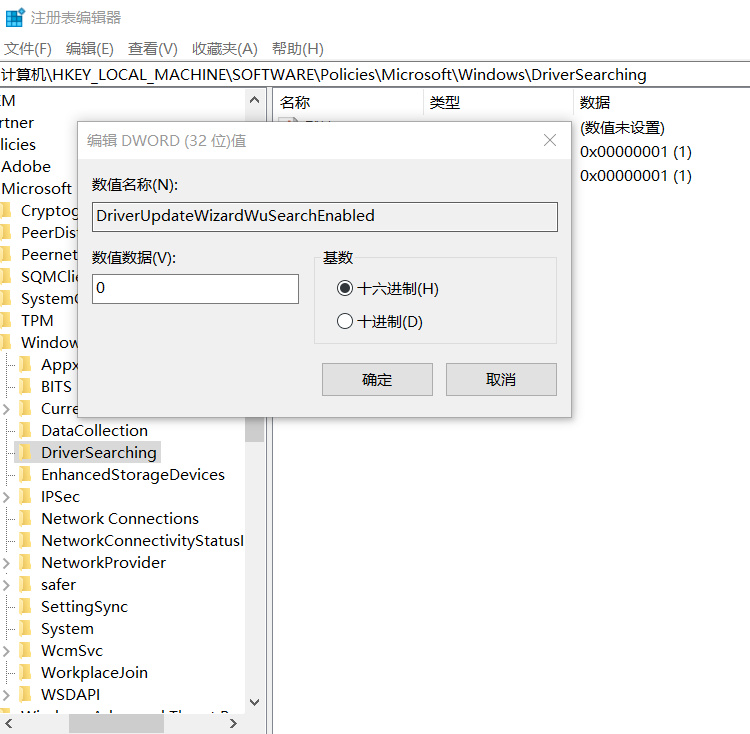 注册表编辑器
文件(F) 编辑(E) 查看(V) 收藏夹(A) 帮助(H)
计算机\HKEY_LOCAL_MACHINE\SOFTWARE\Policies\Microsoft\Windows\DriverSearching
名称 类型 数据
(数值未设置)
0x00000001 (1)
0x00000001 (1)
编辑 DWORD (32 位)值
数值名称(N):
DriverUpdateWizardWuSearchEnabled
数值数据(V):
0
基数
十六进制(H)
十进制(D)
确定 取消
M
rtner
licies
Adobe
Microsoft
Cryptog
PeerDis
Peernet
SQMClie
System
TPM
Window
Appx
BITS
Curre
DataCollection
DriverSearching
EnhancedStorageDevices
IPSec
Network Connections
NetworkConnectivityStatusI
NetworkProvider
safer
SettingSync
System
WcmSvc
WorkplaceJoin
WSDAPI